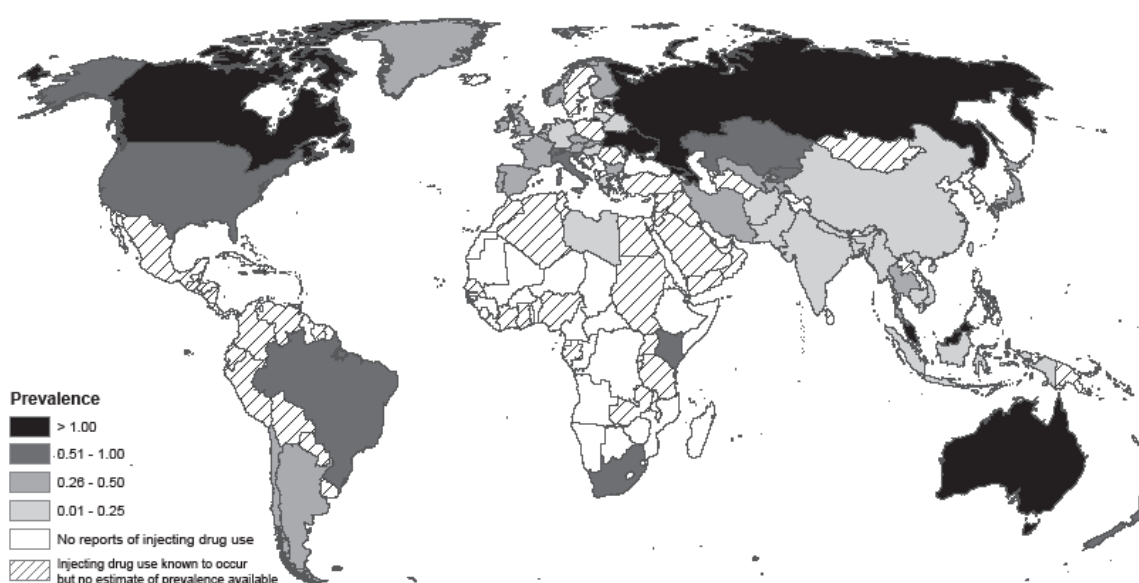 Prevalence
> 1.00
0.51 - 1.00
0.26 - 0.50
0.01 - 0.25
No reports of injecting drug use
Injecting drug use known to occur
but no estimate of prevalence available